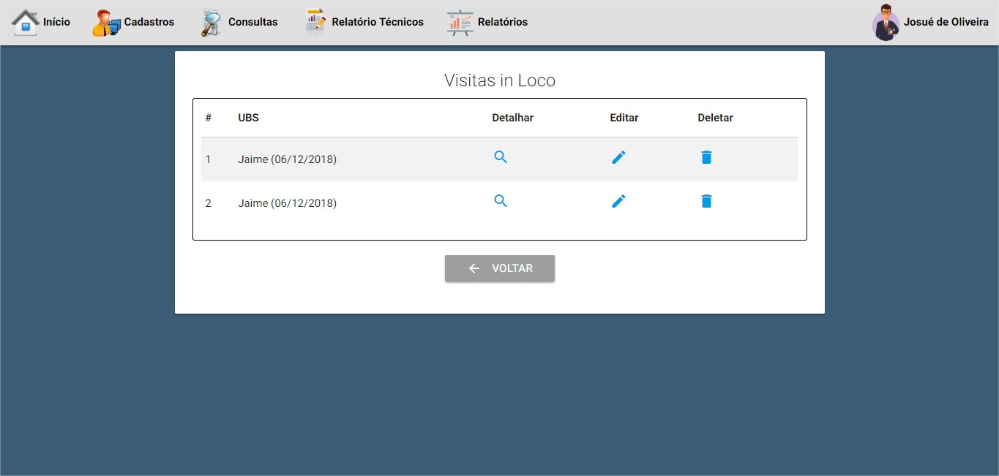 Início Cadastros Consultas Relatório Técnicos Relatórios Josué de Oliveira
Visitas in Loco
# UBS Detalhar Editar Deletar
1 Jaime (06/12/2018)
2 Jaime (06/12/2018)
VOLTAR